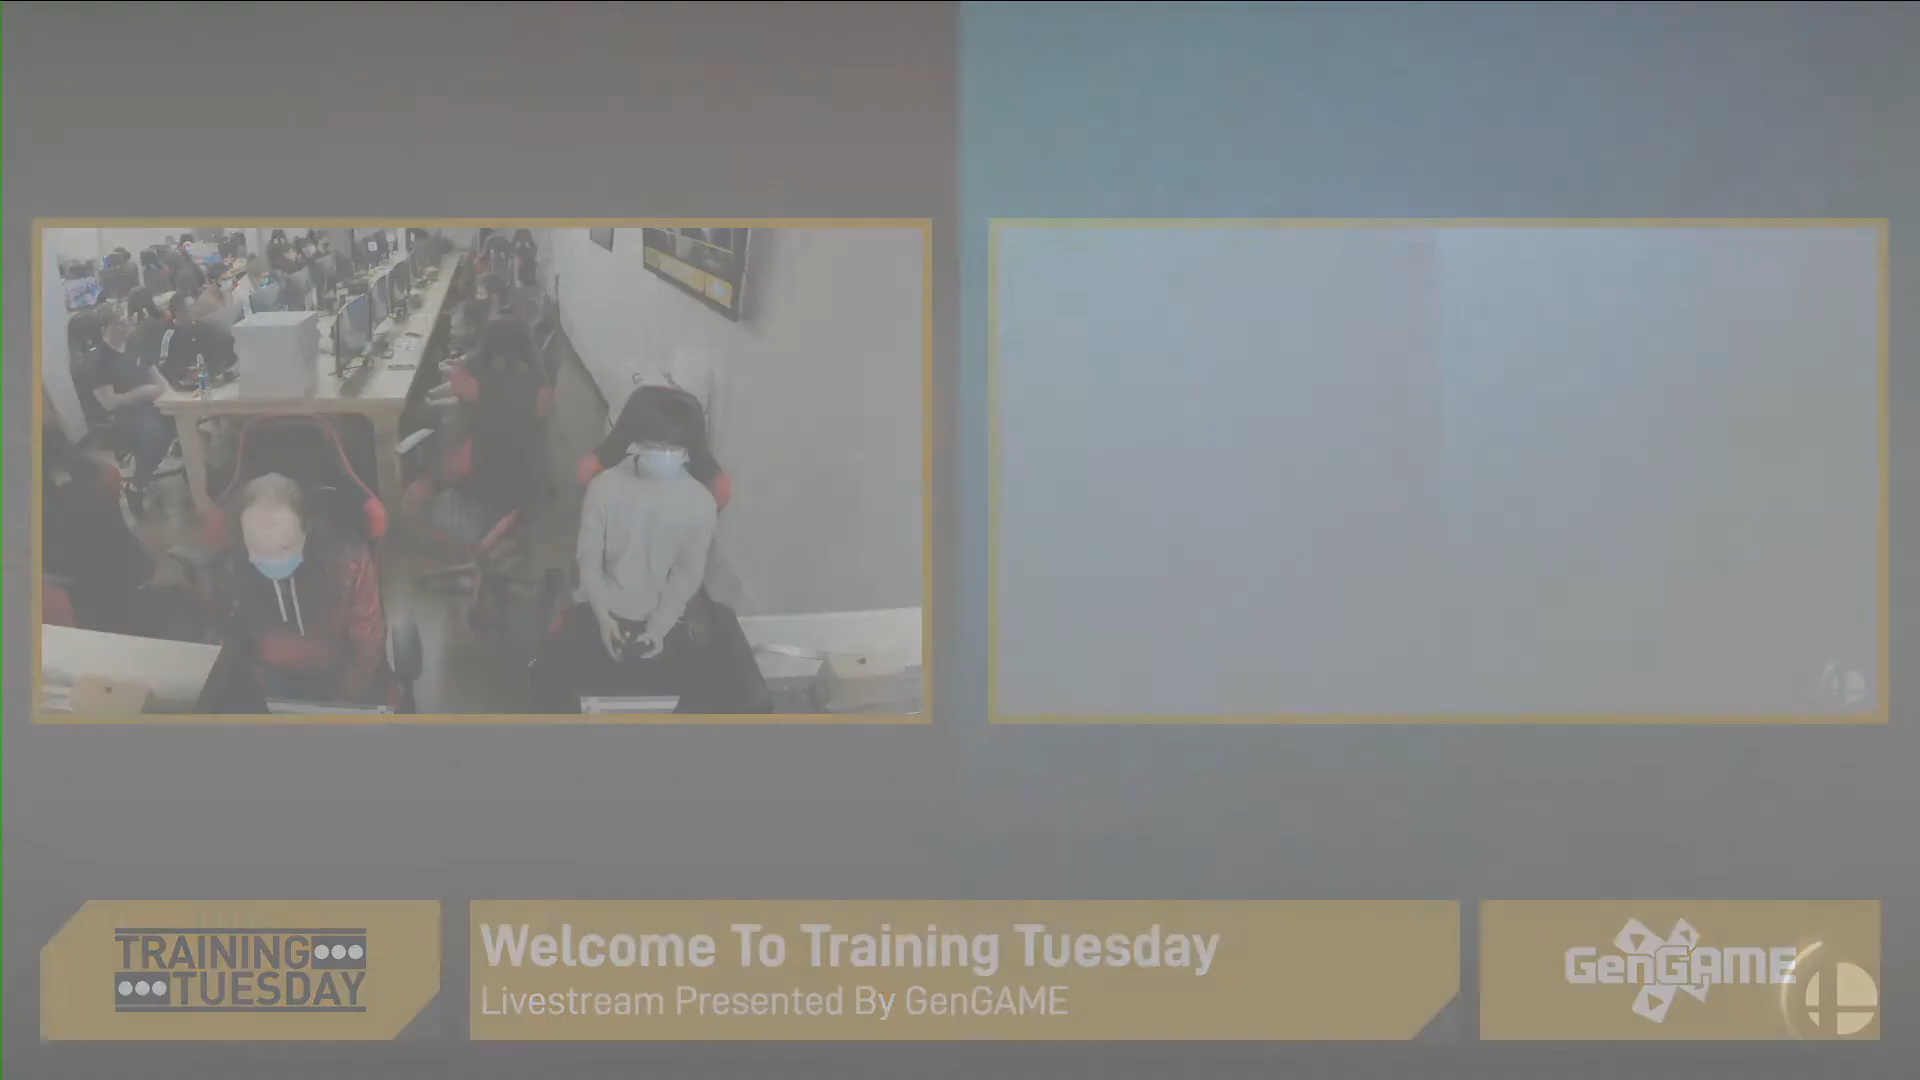 TRAINING
TUESDAY
Welcome To Training Tuesday
Livestream Presented By GenGAME
GenGAME